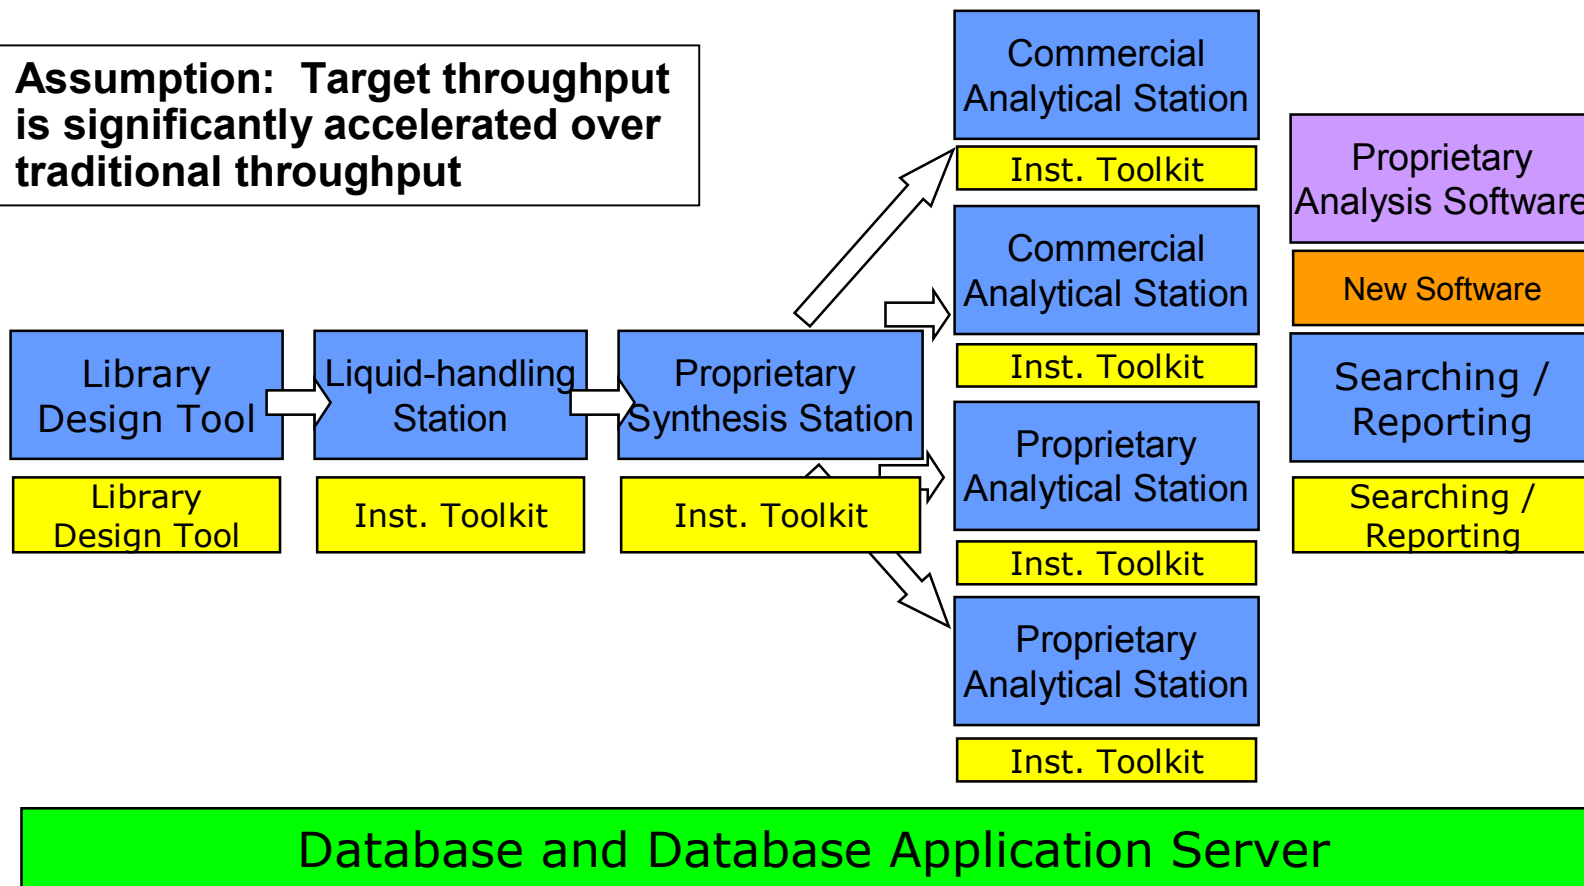 Assumption: Target throughput
is significantly accelerated over
traditional throughput
Library
Design Tool
Library
Design Tool
Liquid-handling
Station
Inst. Toolkit
Proprietary
Synthesis Station
Inst. Toolkit
Commercial
Analytical Station
Inst. Toolkit
Commercial
Analytical Station
Inst. Toolkit
Proprietary
Analytical Station
Inst. Toolkit
Proprietary
Analytical Station
Inst. Toolkit
Proprietary
Analysis Software
New Software
Searching /
Reporting
Searching /
Reporting
Database and Database Application Server